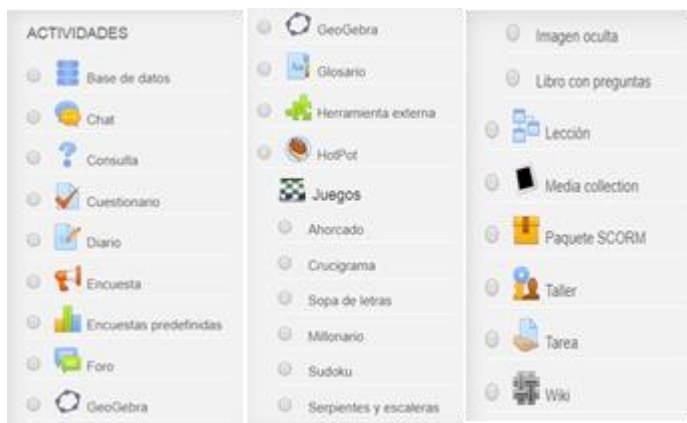 ACTIVIDADES
Base de datos
Chat
Consulta
Cuestionario
Diario
Encuesta
Encuestas predefinidas
Foro
GeoGebra
GeoGebra
Glosario
Herramienta externa
HotPot
Juegos
Ahorcado
Crucigrama
Sopa de letras
Millonario
Sudoku
Serpientes y escaleras
Imagen oculta
Libro con preguntas
Lección
Media collection
Paquete SCORM
Taller
Tarea
Wiki